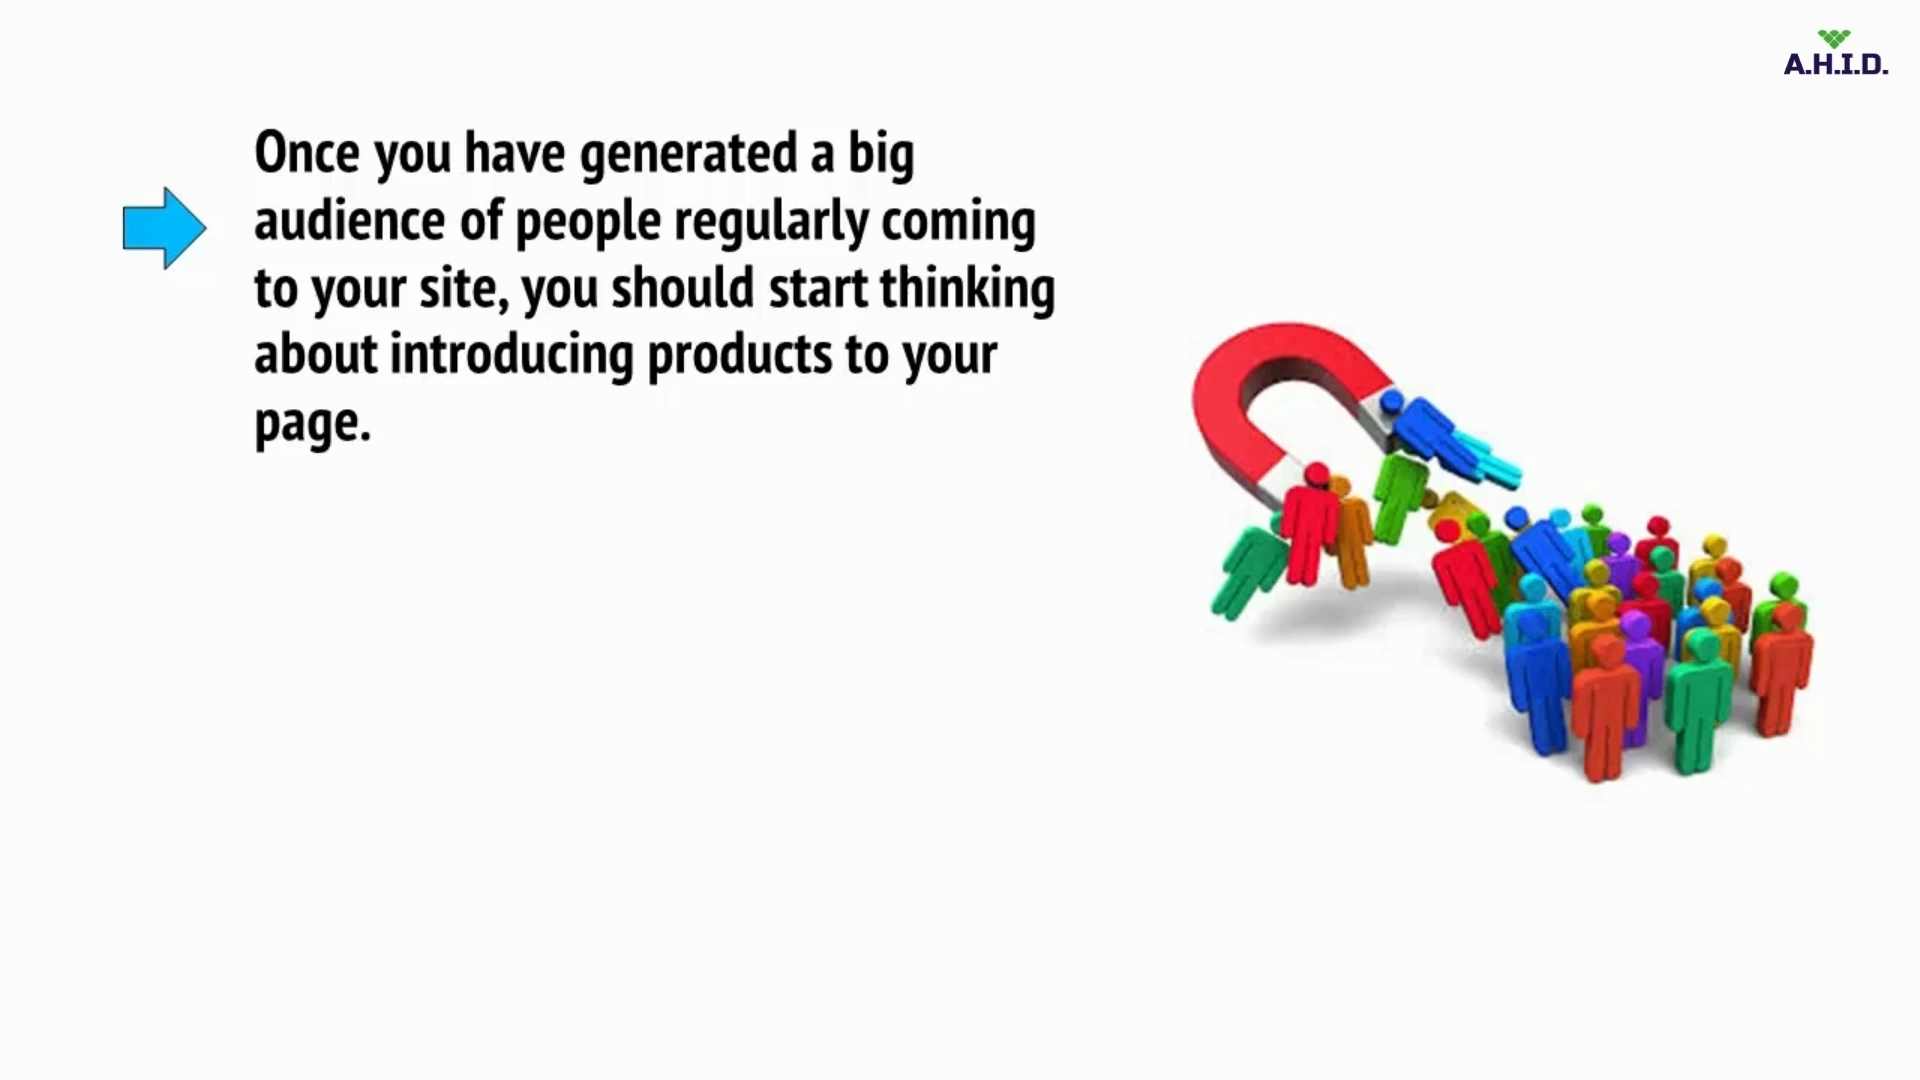 A.H.I.D.
Once you have generated a big
audience of people regularly coming
to your site, you should start thinking
about introducing products to your
page.